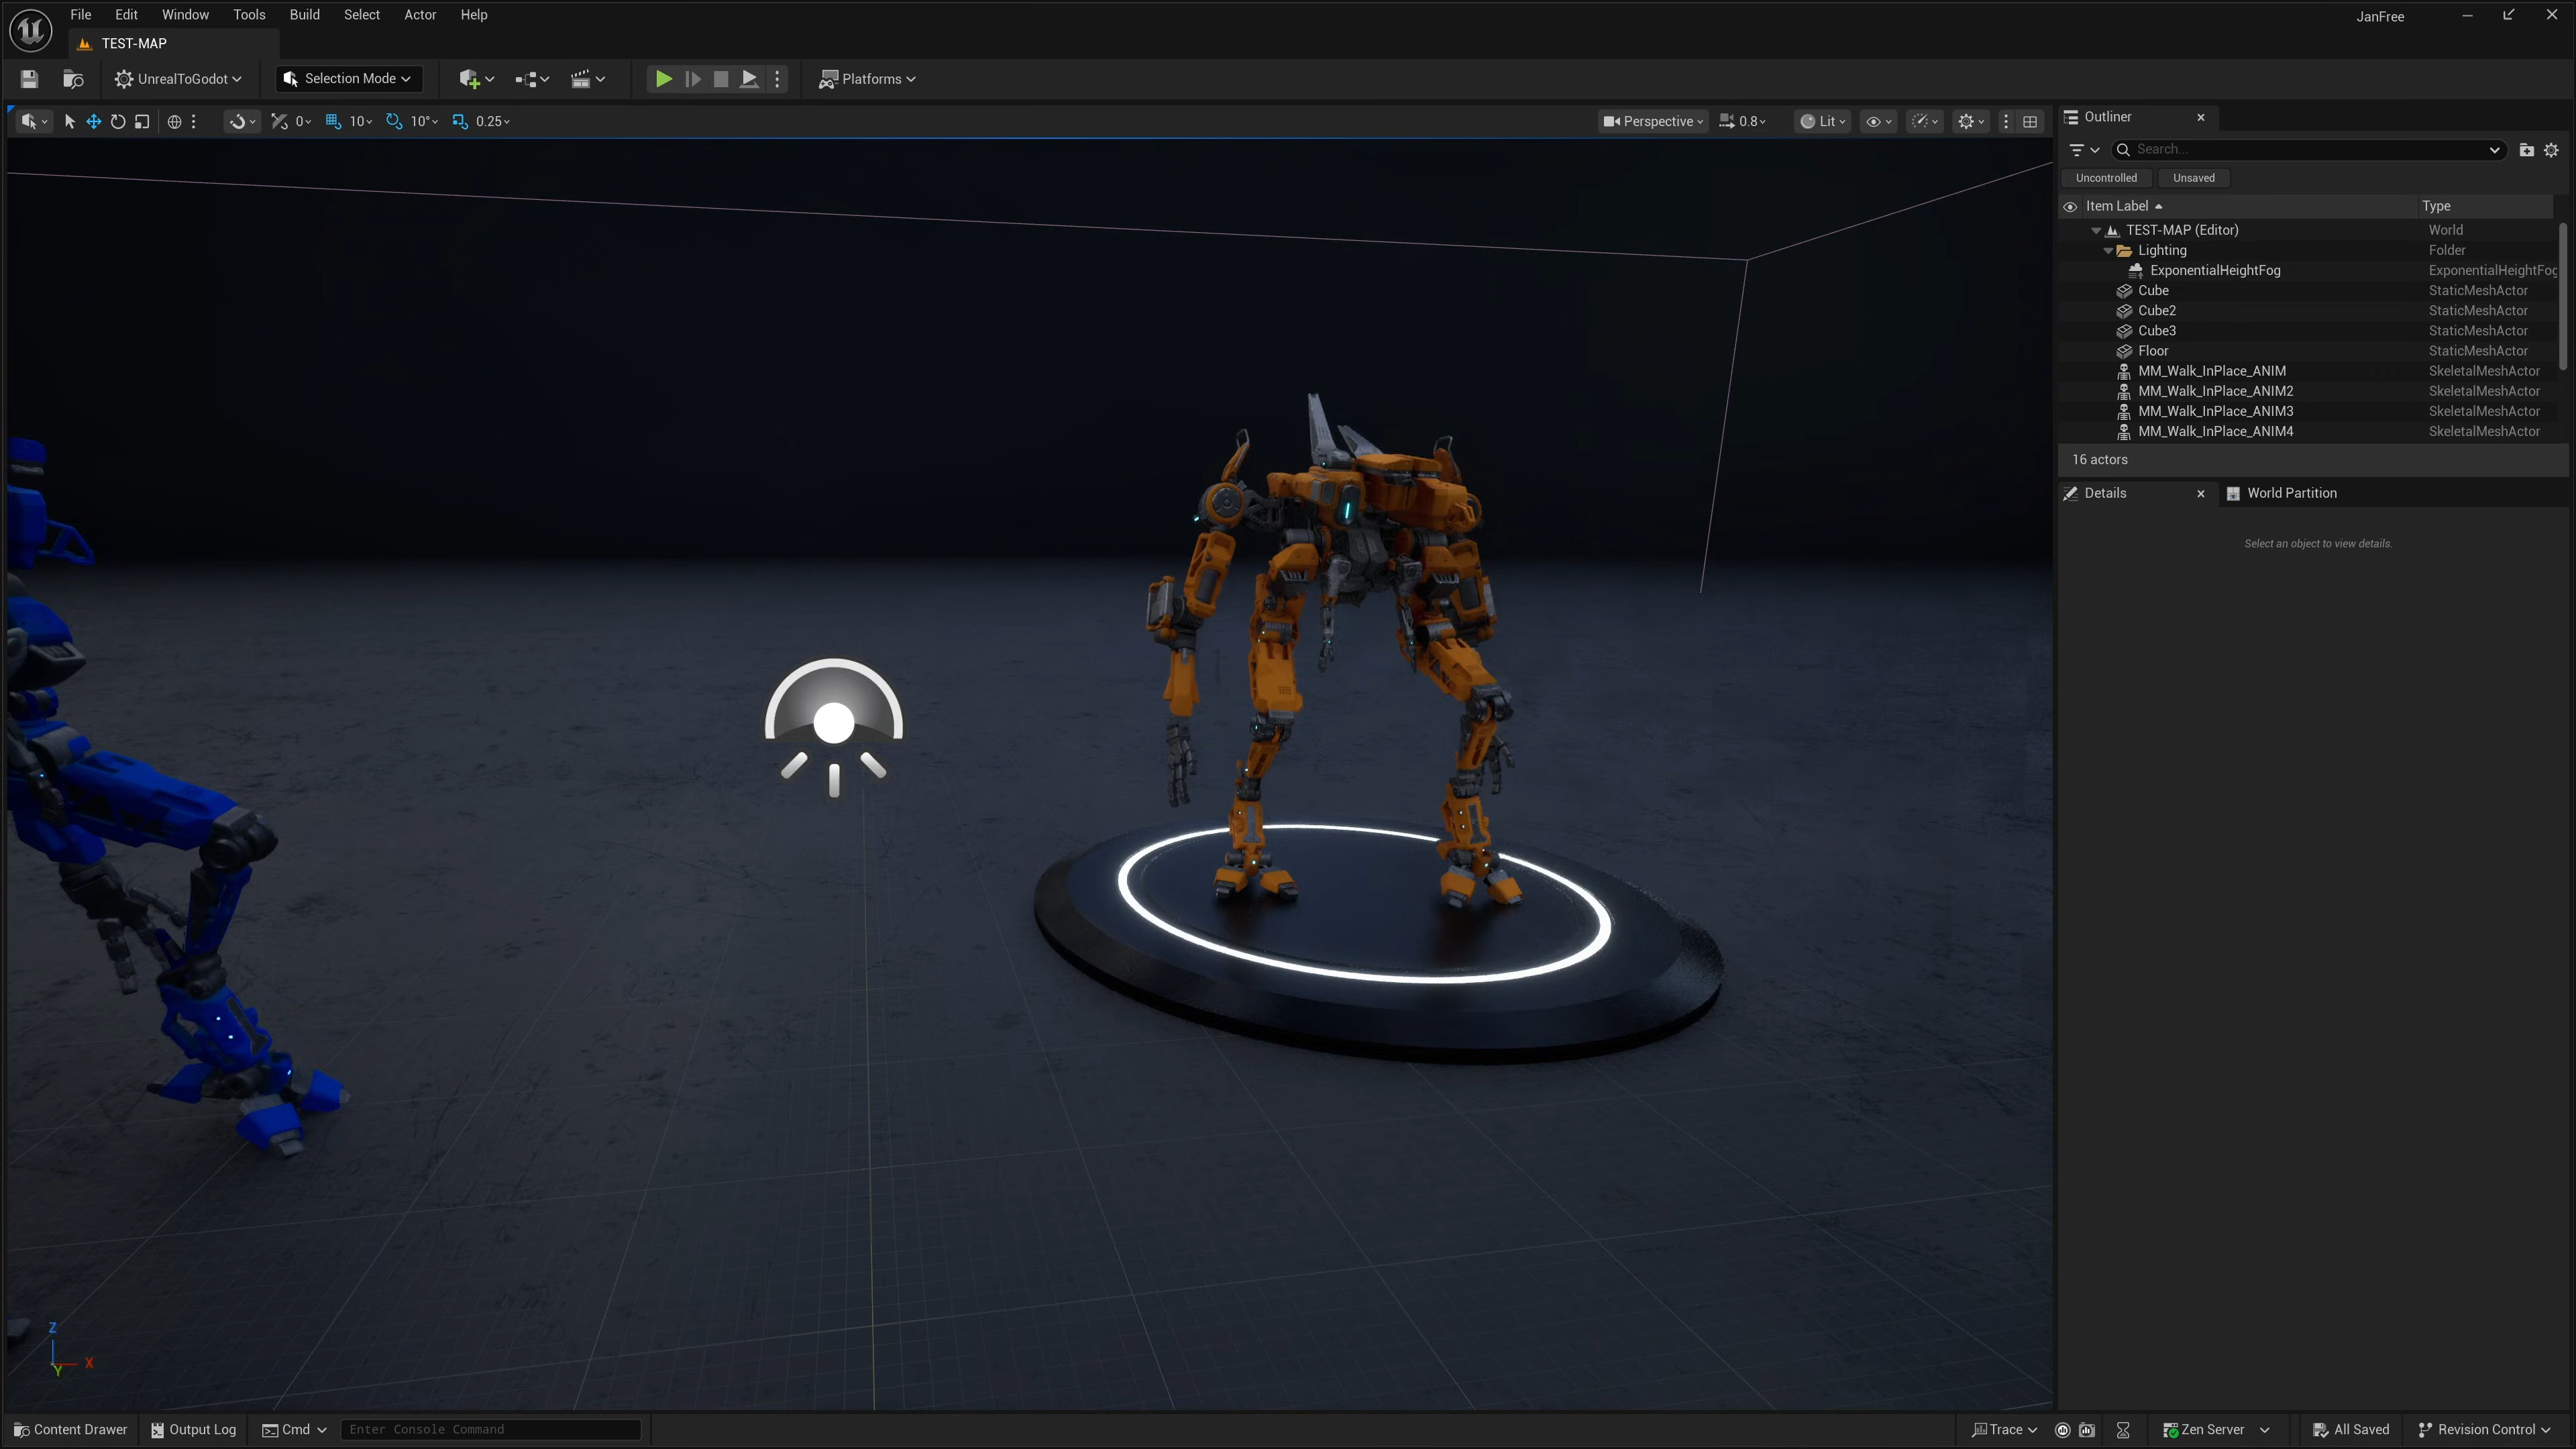 File Edit Window Tools Build Select Actor Help
JanFree
TEST-MAP
UnrealToGodot
Selection Mode
Platforms
0 10 10° 0.25
Perspective 0.8 Lit
Outliner
Search...
Uncontrolled Unsaved
Item Label Type
TEST-MAP (Editor) World
Lighting Folder
ExponentialHeightFog ExponentialHeightFog
Cube StaticMeshActor
Cube2 StaticMeshActor
Cube3 StaticMeshActor
Floor StaticMeshActor
MM_Walk_InPlace_ANIM SkeletalMeshActor
MM_Walk_InPlace_ANIM2 SkeletalMeshActor
MM_Walk_InPlace_ANIM3 SkeletalMeshActor
MM_Walk_InPlace_ANIM4 SkeletalMeshActor
16 actors
Details World Partition
Select an object to view details.
Z
X
Y
Content Drawer Output Log Cmd Enter Console Command Trace Zen Server All Saved Revision Control